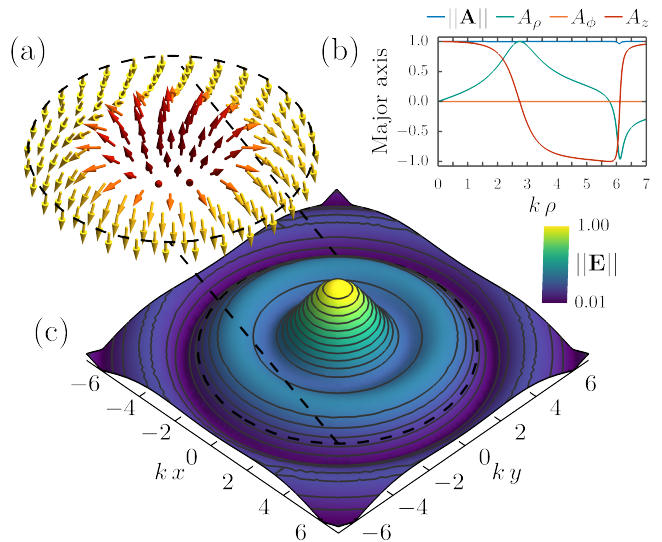 (a)
(b)
||A|| A_ρ A_ϕ A_z
Major axis
1.0
0.5
0.0
−0.5
−1.0
0 1 2 3 4 5 6 7
k ρ
1.00
||E||
0.01
(c)
−6 −4 −2 0 2 4 6
k x
−6 −4 −2 0 2 4 6
k y